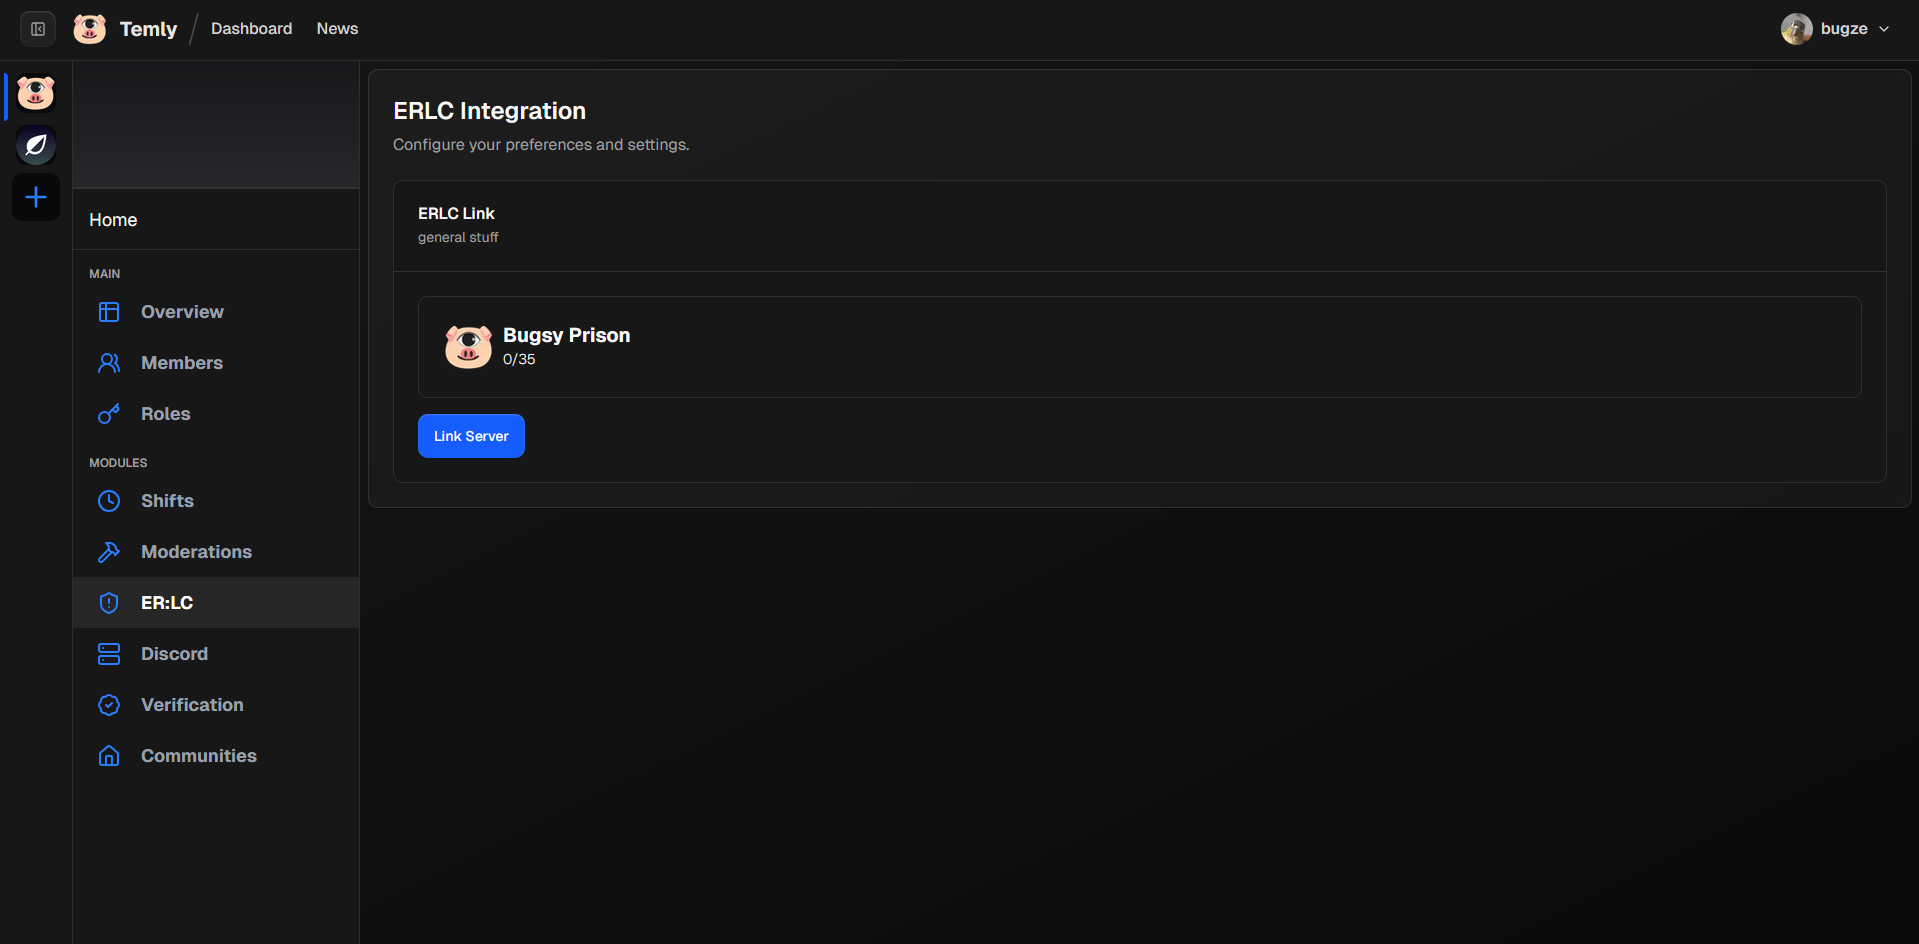 Temly
Dashboard
News
bugze
Home
MAIN
Overview
Members
Roles
MODULES
Shifts
Moderations
ER:LC
Discord
Verification
Communities
ERLC Integration
Configure your preferences and settings.
ERLC Link
general stuff
Bugsy Prison
0/35
Link Server